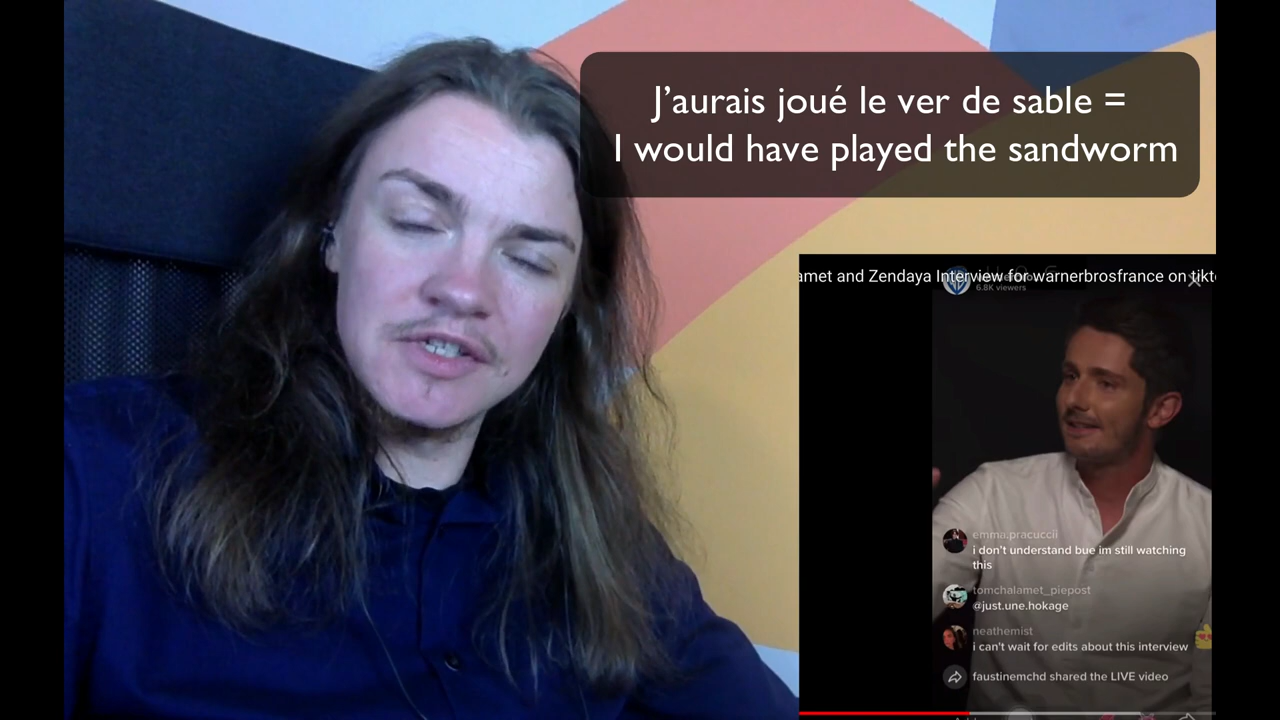 J'aurais joué le ver de sable =
I would have played the sandworm
amet and Zendaya Interview for warnerbrosfrance on tikt
6.8K viewers
emma.pracuccii
i don't understand bue im still watching
this
tomchalamet_piepost
@just.une.hokage
neathemist
i can't wait for edits about this interview
faustinemchd shared the LIVE video